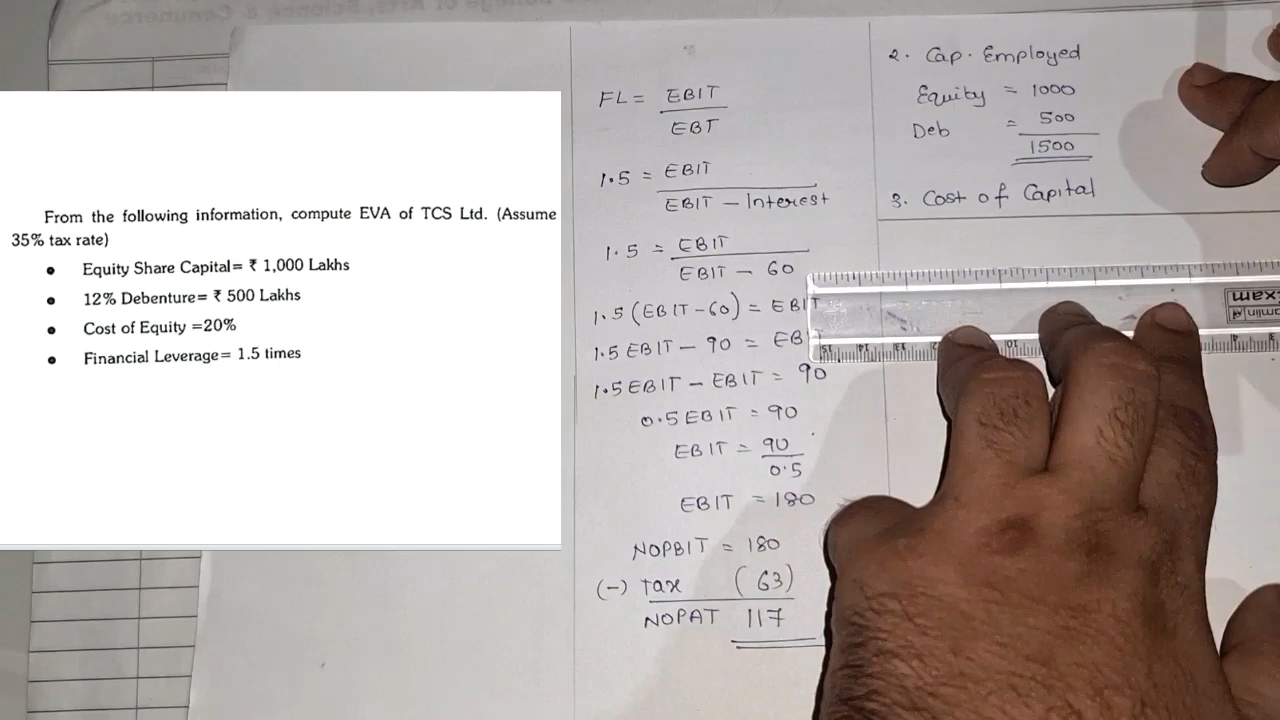 From the following information, compute EVA of TCS Ltd. (Assume
35% tax rate)
• Equity Share Capital= ₹ 1,000 Lakhs
• 12% Debenture= ₹ 500 Lakhs
• Cost of Equity =20%
• Financial Leverage= 1.5 times
FL = EBIT
EBT
1.5 = EBIT
EBIT - Interest
1.5 = EBIT
EBIT - 60
1.5 (EBIT - 60) = EBIT
1.5 EBIT - 90 = EB
1.5 EBIT - EBIT = 90
0.5 EBIT = 90
EBIT = 90
0.5
EBIT = 180
NOPBIT = 180
(-) Tax (63)
NOPAT 117
2. Cap. Employed
Equity = 1000
Deb = 500
1500
3. Cost of Capital